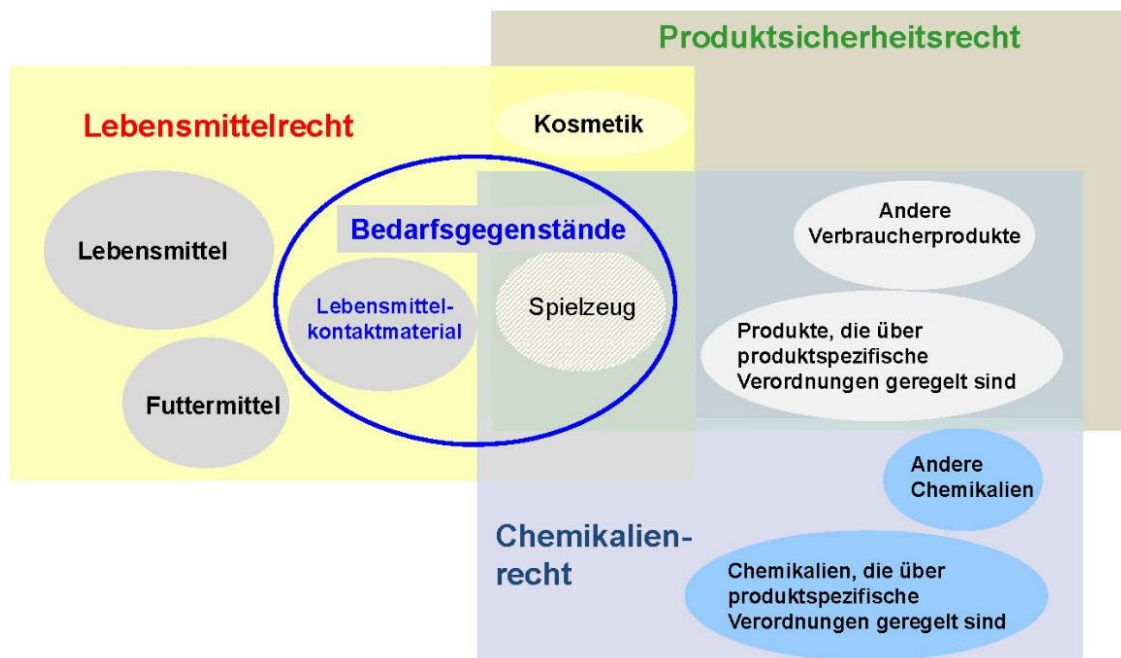 Produktsicherheitsrecht
Lebensmittelrecht
Kosmetik
Lebensmittel
Bedarfsgegenstände
Andere
Verbraucherprodukte
Lebensmittel-
kontaktmaterial
Spielzeug
Produkte, die über
produktspezifische
Verordnungen geregelt sind
Futtermittel
Andere
Chemikalien
Chemikalien-
recht
Chemikalien, die über
produktspezifische
Verordnungen geregelt sind